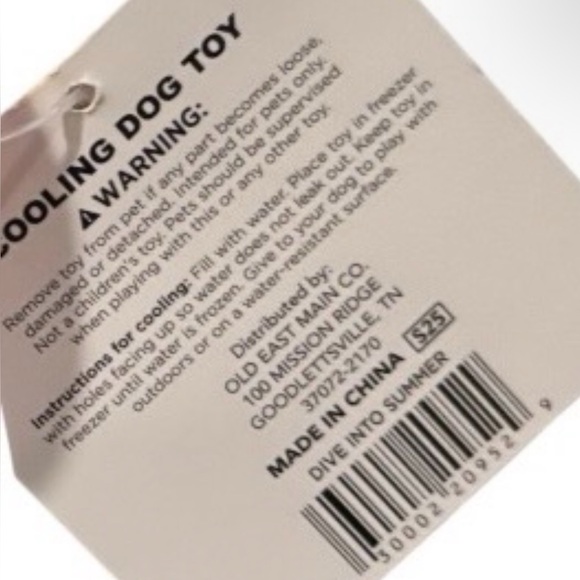 COOLING DOG TOY
⚠WARNING:
Remove toy from pet if any part becomes loose,
damaged or detached. Intended for pets only.
Not a children's toy. Pets should be supervised
when playing with this or any other toy.
Instructions for cooling: Fill with water. Place toy in freezer
with holes facing up so water does not leak out. Keep toy in
freezer until water is frozen. Give to your dog to play with
outdoors or on a water-resistant surface.
Distributed by:
OLD EAST MAIN CO.
100 MISSION RIDGE
GOODLETTSVILLE, TN
37072-2170
MADE IN CHINA S25
DIVE INTO SUMMER
30002 20952 9